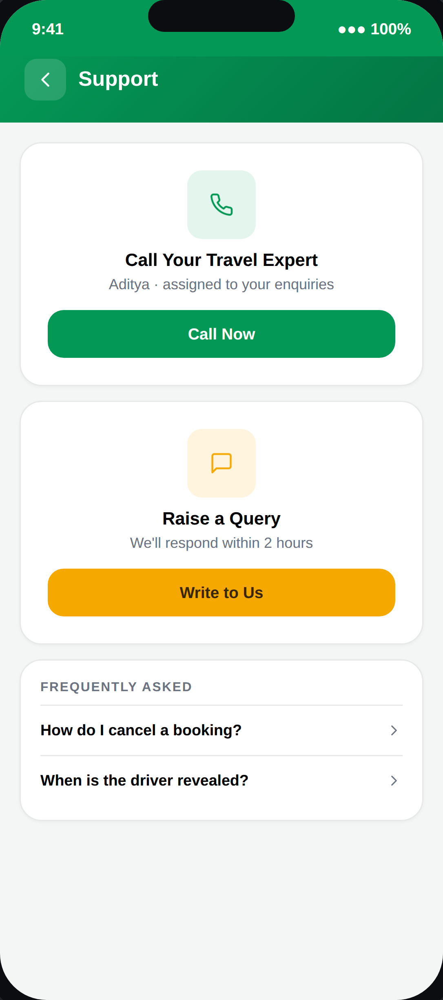 9:41
●●● 100%
Support
Call Your Travel Expert
Aditya · assigned to your enquiries
Call Now
Raise a Query
We'll respond within 2 hours
Write to Us
FREQUENTLY ASKED
How do I cancel a booking?
When is the driver revealed?